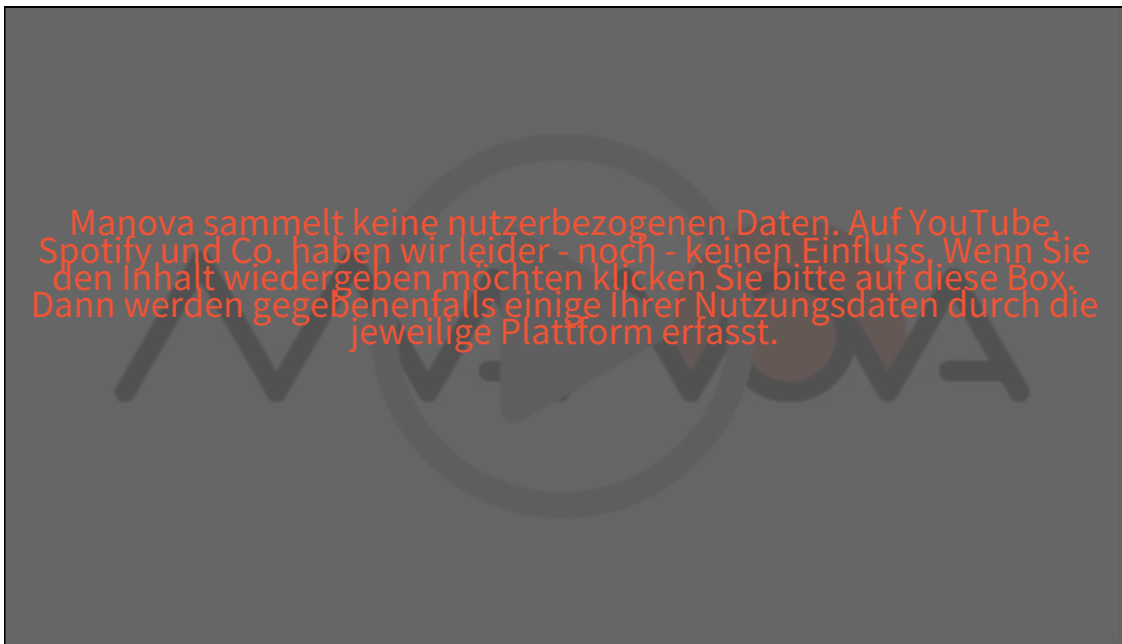 Manova sammelt keine nutzerbezogenen Daten. Auf YouTube,
Spotify und Co. haben wir leider - noch - keinen Einfluss. Wenn Sie
den Inhalt wiedergeben möchten klicken Sie bitte auf diese Box.
Dann werden gegebenenfalls einige Ihrer Nutzungsdaten durch die
jeweilige Plattform erfasst.
MANOVA